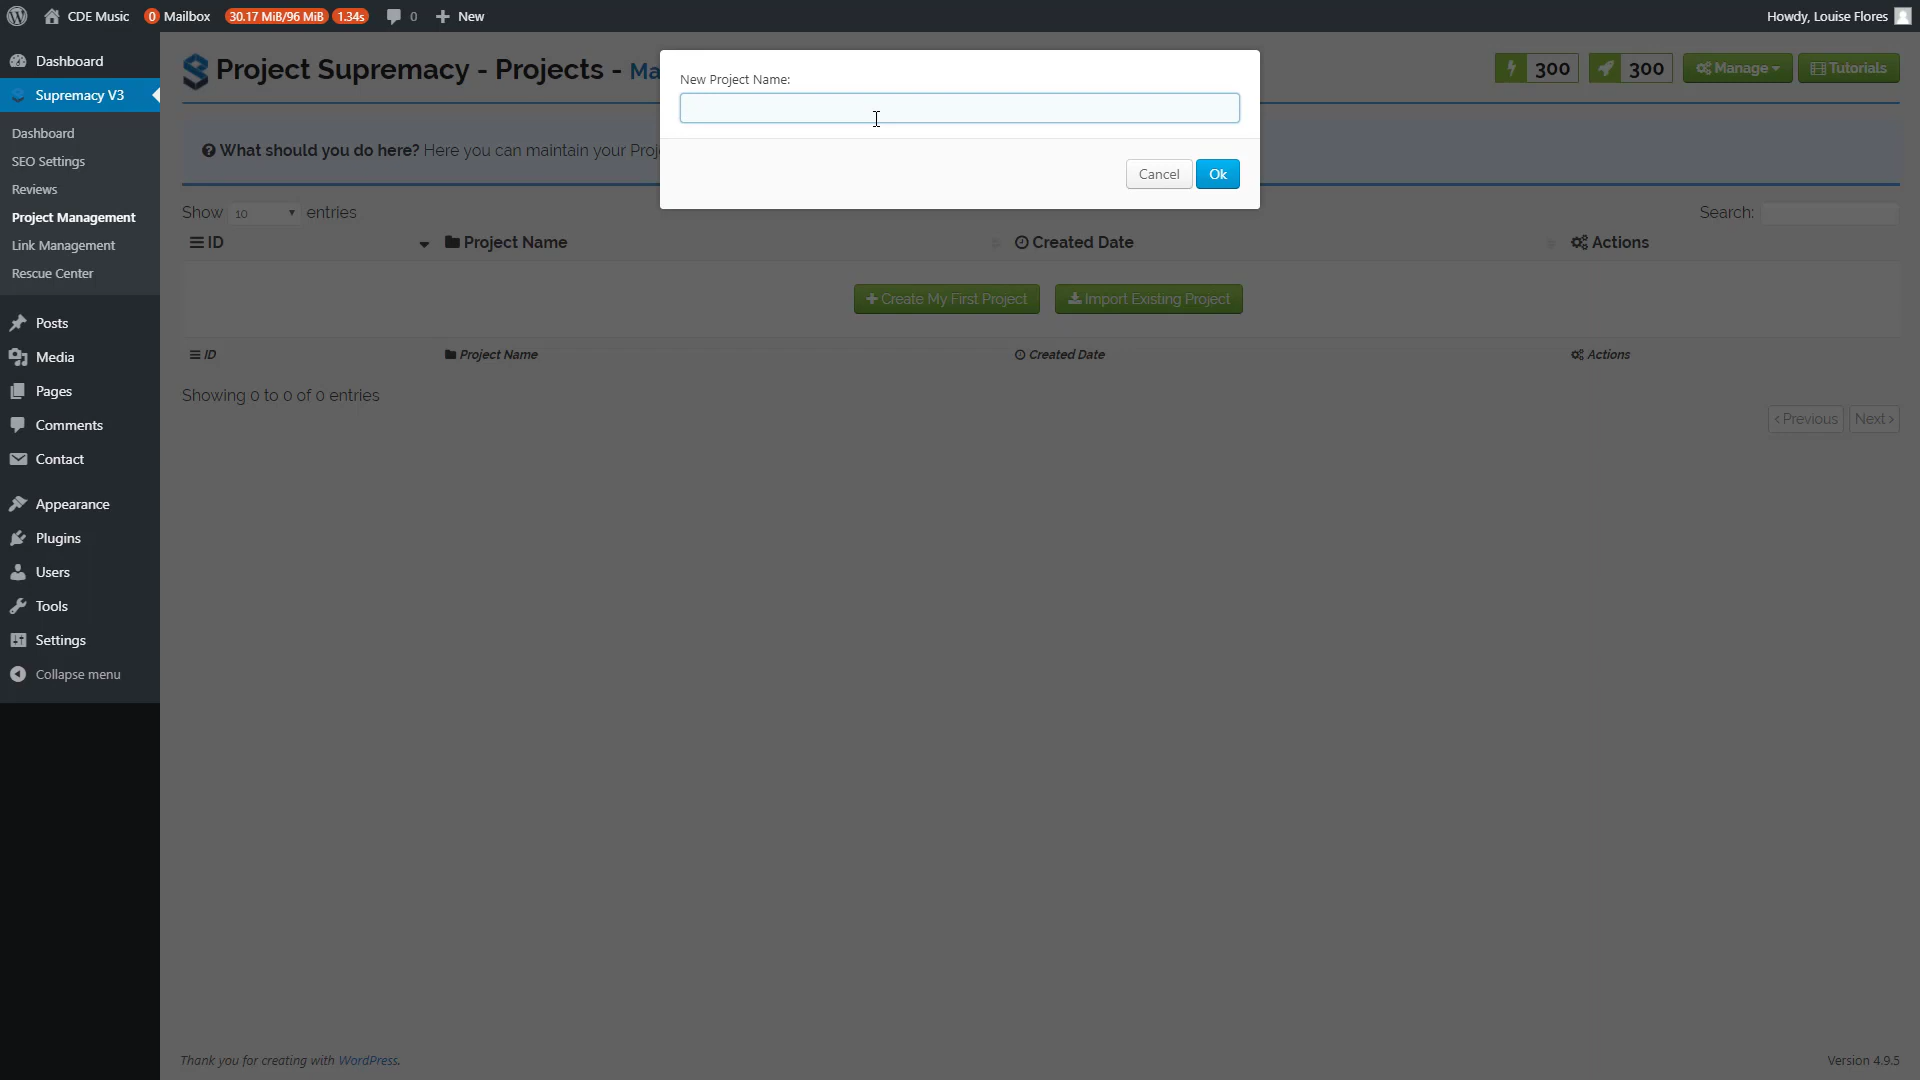 CDE Music 0 Mailbox 30.17 MiB/96 MiB 1.34s 0 New Howdy, Louise Flores
Dashboard
Supremacy V3
Dashboard
SEO Settings
Reviews
Project Management
Link Management
Rescue Center
Posts
Media
Pages
Comments
Contact
Appearance
Plugins
Users
Tools
Settings
Collapse menu
Project Supremacy - Projects - Ma
300 300 Manage Tutorials
New Project Name:
Cancel Ok
What should you do here? Here you can maintain your Proj
Show 10 entries Search:
ID Project Name Created Date Actions
Create My First Project Import Existing Project
ID Project Name Created Date Actions
Showing 0 to 0 of 0 entries
Previous Next
Thank you for creating with WordPress. Version 4.9.5